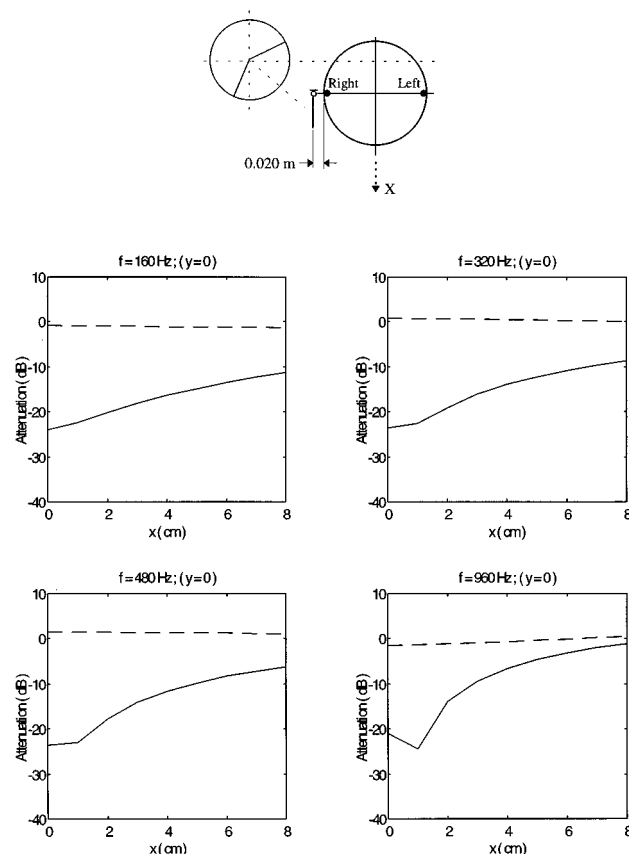 Right Left
0.020 m
X
f=160Hz; (y=0)
10
0
-10
-20
-30
-40
Attenuation (dB)
0 2 4 6 8
x(cm)
f=320Hz; (y=0)
10
0
-10
-20
-30
-40
Attenuation (dB)
0 2 4 6 8
x(cm)
f=480Hz; (y=0)
10
0
-10
-20
-30
-40
Attenuation (dB)
0 2 4 6 8
x(cm)
f=960Hz; (y=0)
10
0
-10
-20
-30
-40
Attenuation (dB)
0 2 4 6 8
x(cm)